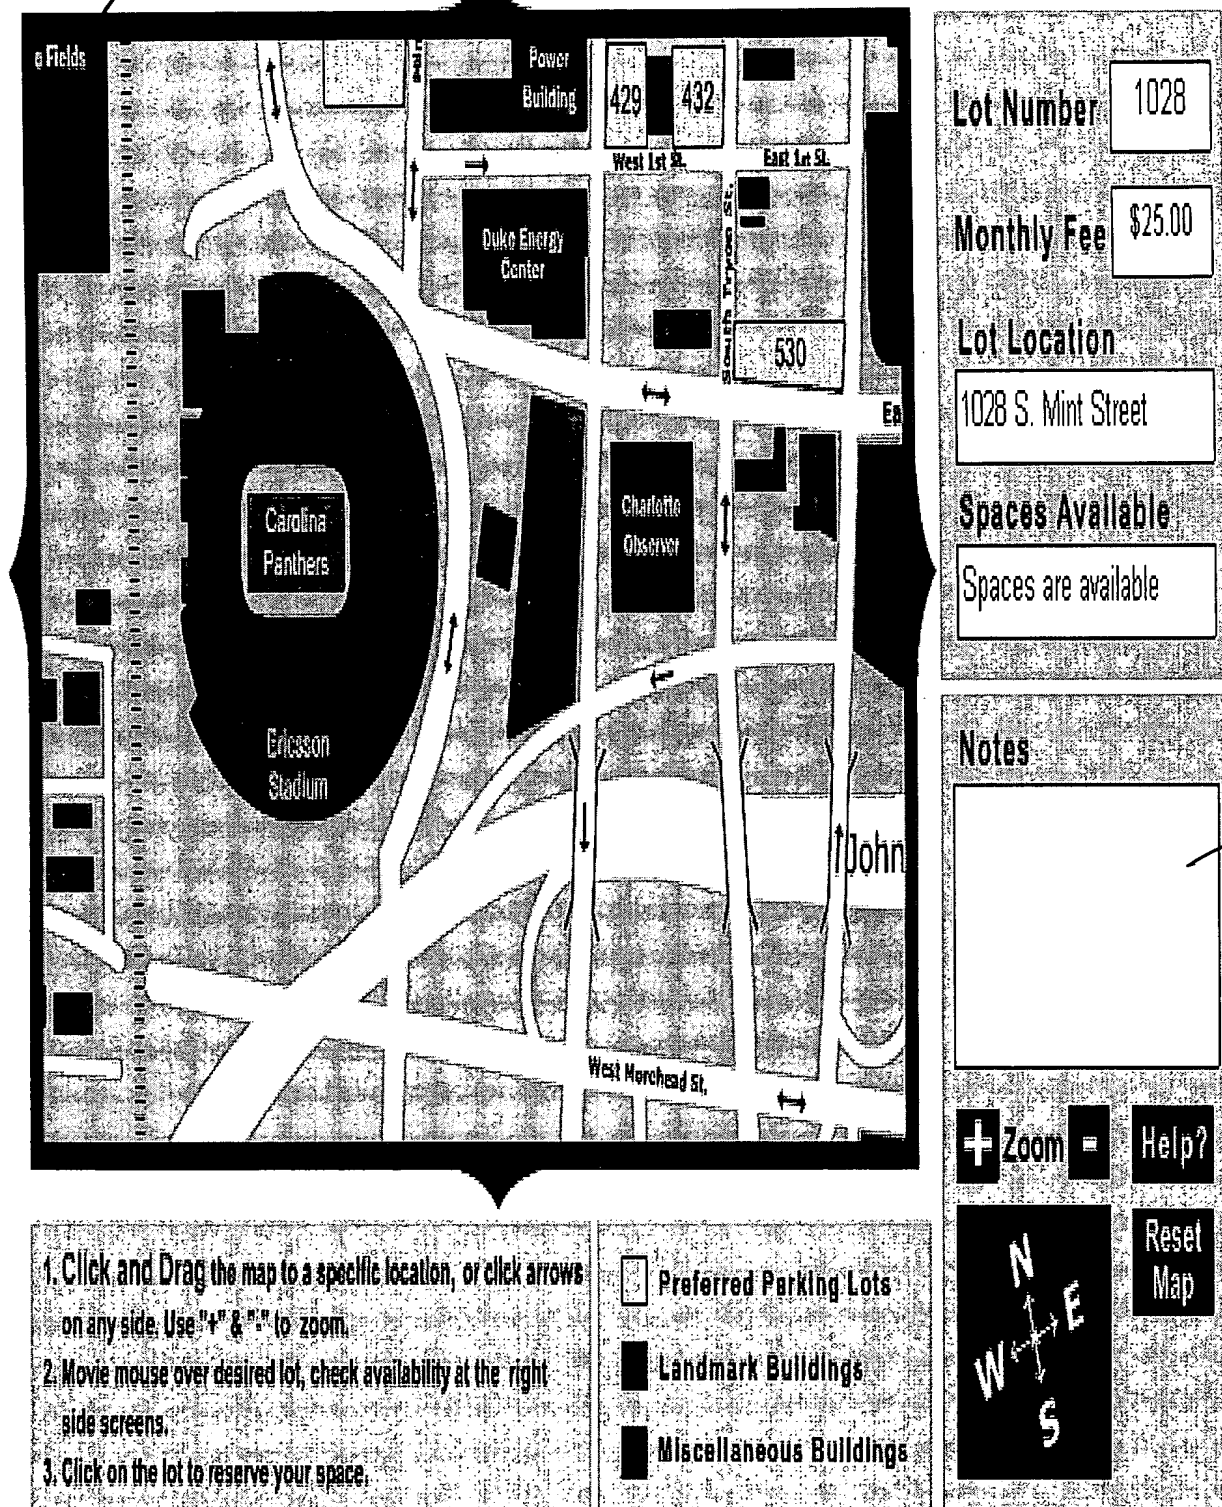 o Fields
Power
Building
429
432
West 1st St.
East 1st St.
South Tryon St.
Duke Energy
Center
530
Ea
Carolina
Panthers
Charlotte
Observer
Ericsson
Stadium
John
West Morehead St.
Lot Number
1028
Monthly Fee
$25.00
Lot Location
1028 S. Mint Street
Spaces Available
Spaces are available
Notes
+ Zoom -
Help?
Reset
Map
N
E
W
S
1. Click and Drag the map to a specific location, or click arrows
on any side. Use "+" & "-" to zoom.
2. Movie mouse over desired lot, check availability at the right
side screens.
3. Click on the lot to reserve your space.
Preferred Parking Lots
Landmark Buildings
Miscellaneous Buildings